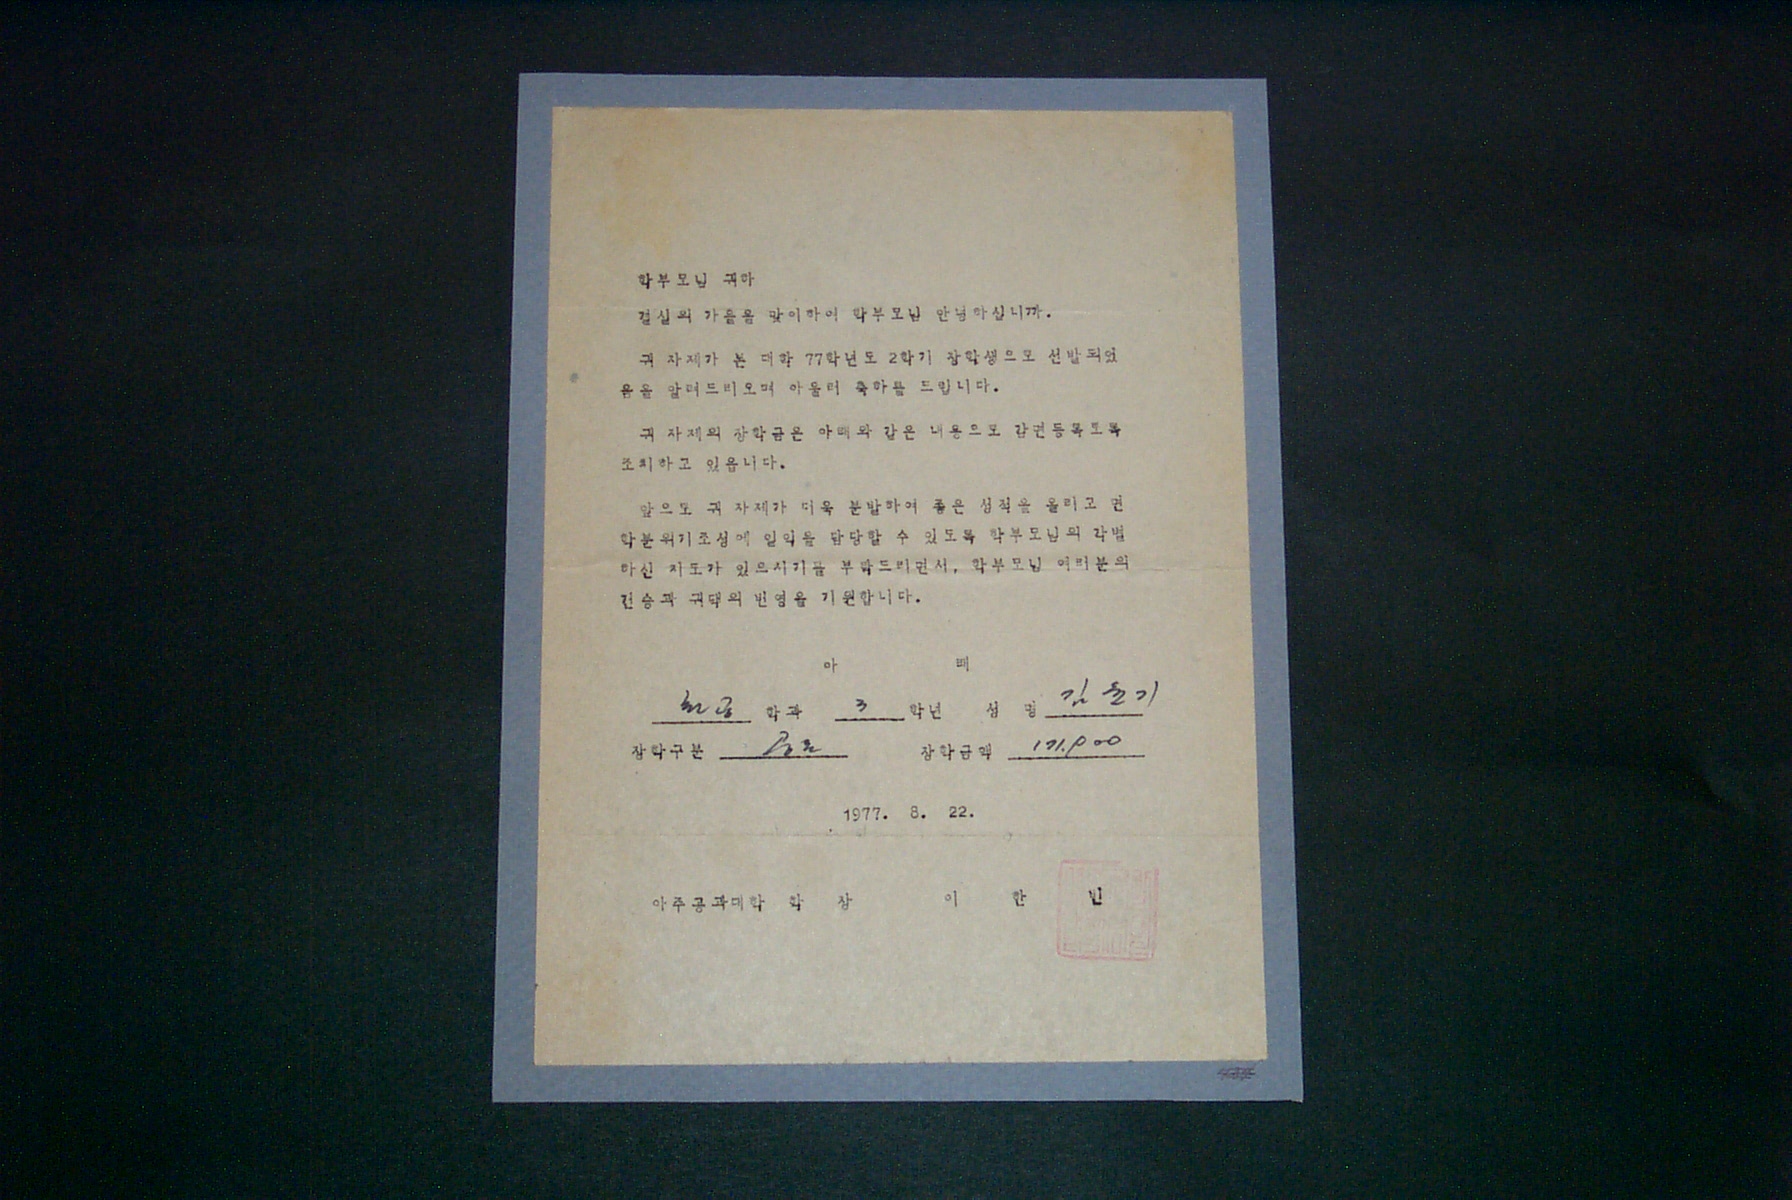 학부모님 귀하
결실의 가을을 맞이하여 학부모님 안녕하십니까.
귀 자제가 본 대학 77학년도 2학기 장학생으로 선발되었
음을 알려드리오며 아울러 축하를 드립니다.
귀 자제의 장학금은 아래와 같은 내용으로 감면등록토록
조치하고 있읍니다.
앞으로 귀 자제가 더욱 분발하여 좋은 성적을 올리고 면
학분위기조성에 일익을 담당할 수 있도록 학부모님의 각별
하신 지도가 있으시기를 부탁드리면서, 학부모님 여러분의
건승과 귀댁의 번영을 기원합니다.
아 래
화공 학과 3 학년 성 명 김윤기
장학구분 장학금액
1977. 8. 22.
아주공과대학 학 장 이 한 빈